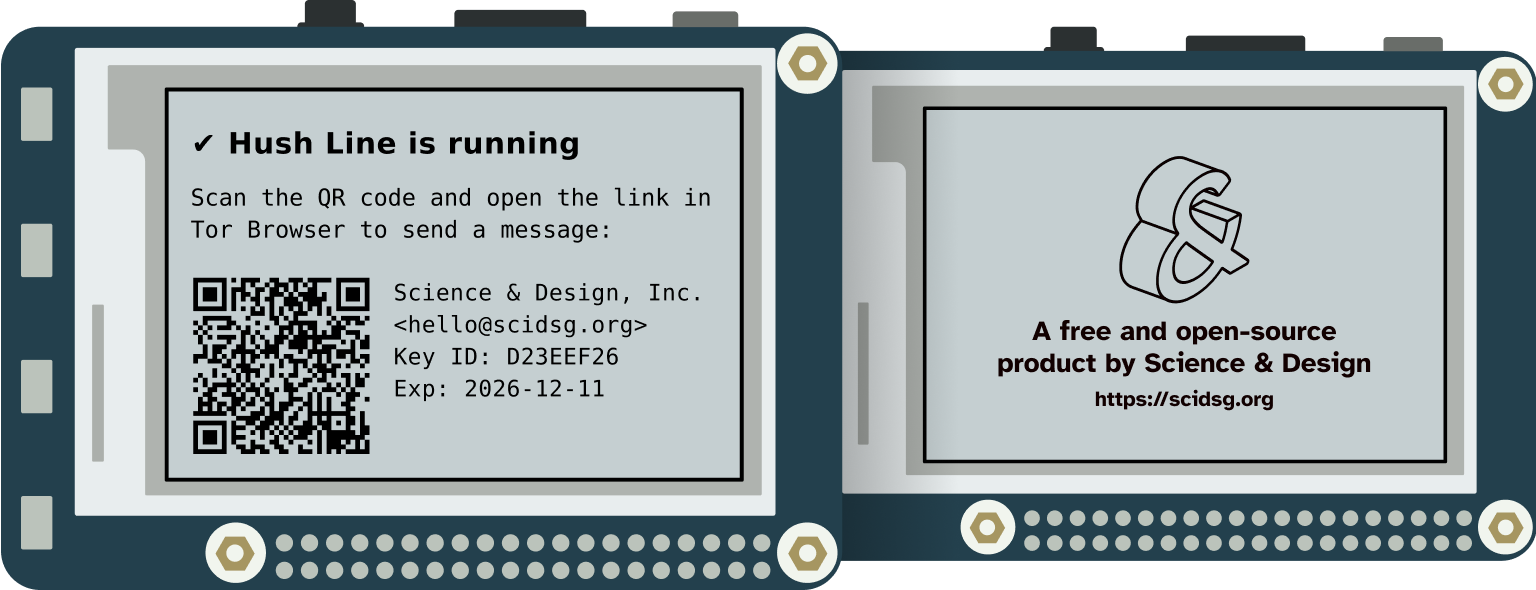 ✔ Hush Line is running
Scan the QR code and open the link in
Tor Browser to send a message:
Science & Design, Inc.
<hello@scidsg.org>
Key ID: D23EEF26
Exp: 2026-12-11
&
A free and open-source
product by Science & Design
https://scidsg.org